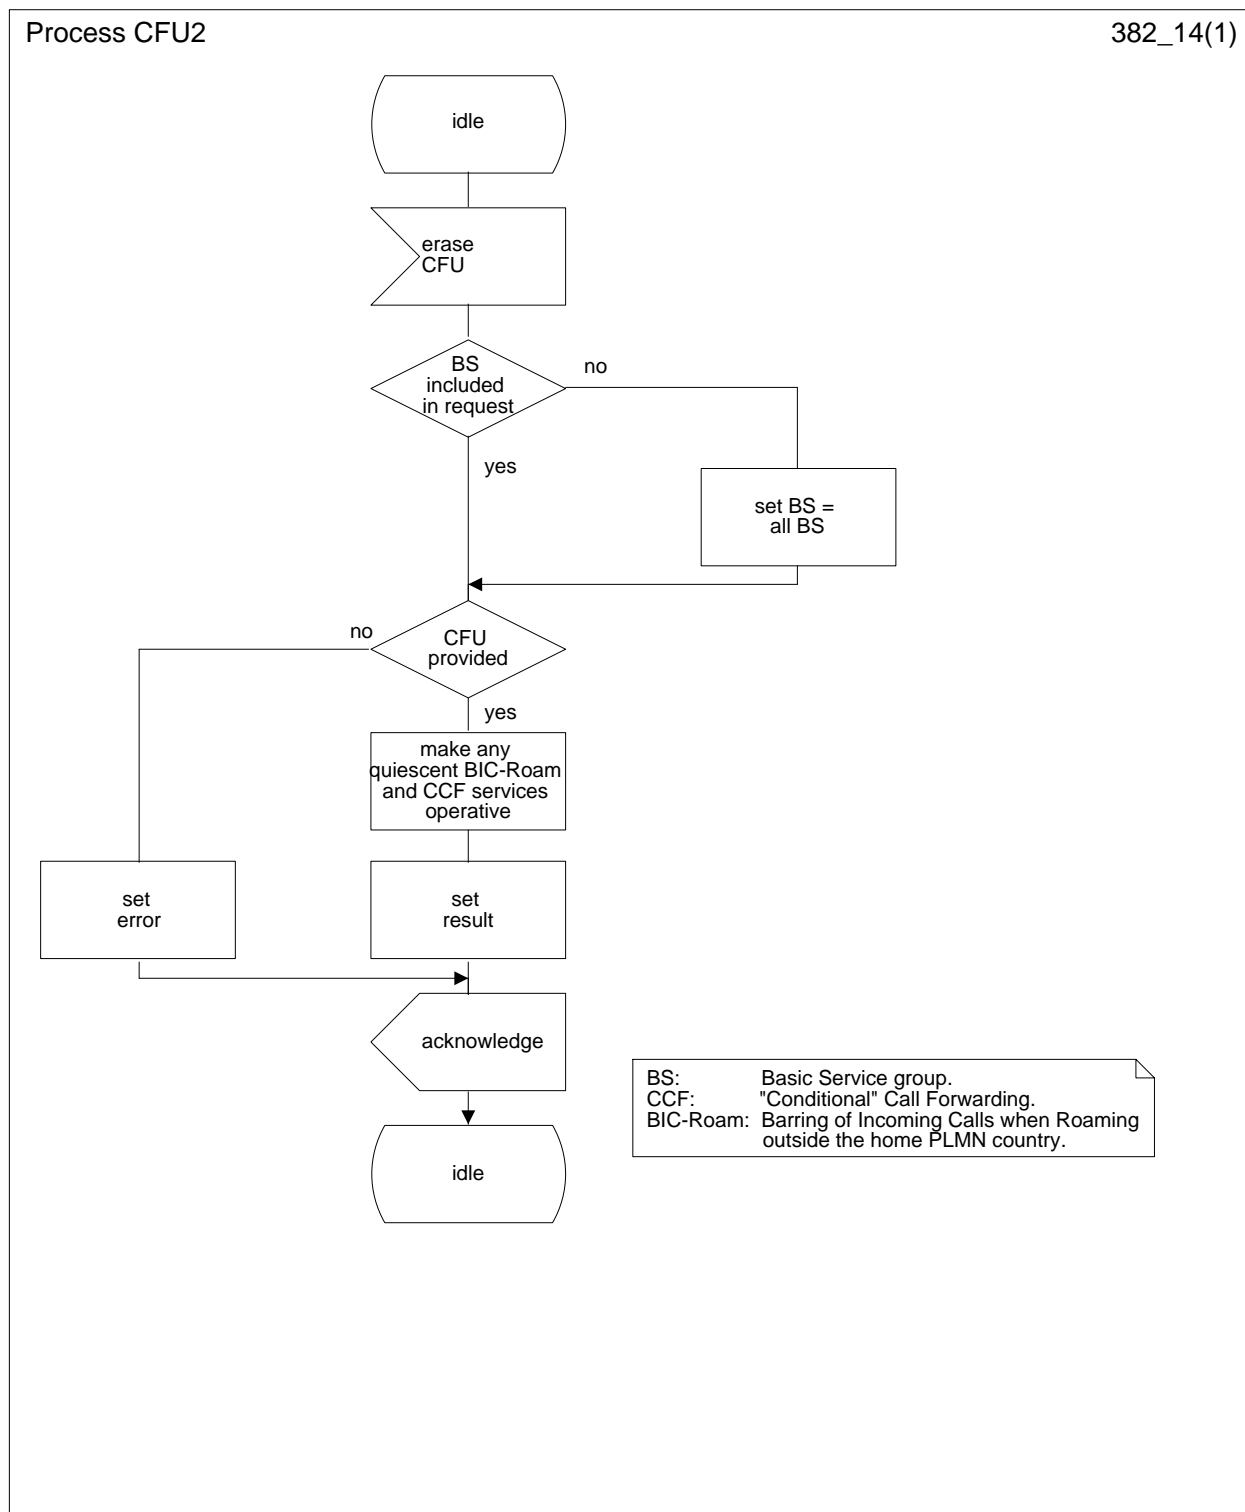 Process CFU2
382_14(1)
idle
erase
CFU
BS
included
in request
no
yes
set BS =
all BS
no
CFU
provided
yes
make any
quiescent BIC-Roam
and CCF services
operative
set
error
set
result
acknowledge
BS: Basic Service group.
CCF: "Conditional" Call Forwarding.
BIC-Roam: Barring of Incoming Calls when Roaming
outside the home PLMN country.
idle